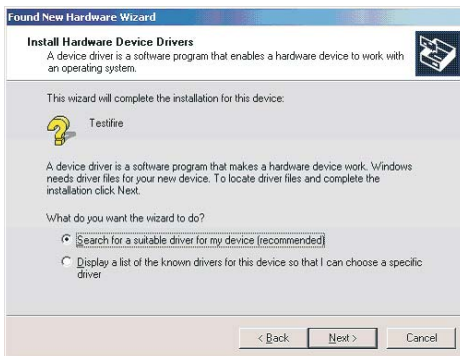 Found New Hardware Wizard
Install Hardware Device Drivers
A device driver is a software program that enables a hardware device to work with
an operating system.
This wizard will complete the installation for this device:
Testifire
A device driver is a software program that makes a hardware device work. Windows
needs driver files for your new device. To locate driver files and complete the
installation click Next.
What do you want the wizard to do?
Search for a suitable driver for my device (recommended)
Display a list of the known drivers for this device so that I can choose a specific
driver
< Back Next > Cancel